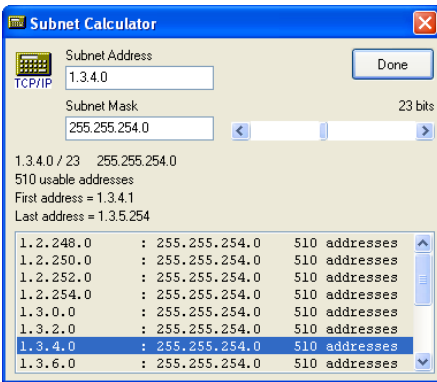 Subnet Calculator
TCP/IP
Subnet Address
1.3.4.0
Done
Subnet Mask
23 bits
255.255.254.0
1.3.4.0 / 23 255.255.254.0
510 usable addresses
First address = 1.3.4.1
Last address = 1.3.5.254
1.2.248.0 : 255.255.254.0 510 addresses
1.2.250.0 : 255.255.254.0 510 addresses
1.2.252.0 : 255.255.254.0 510 addresses
1.2.254.0 : 255.255.254.0 510 addresses
1.3.0.0 : 255.255.254.0 510 addresses
1.3.2.0 : 255.255.254.0 510 addresses
1.3.4.0 : 255.255.254.0 510 addresses
1.3.6.0 : 255.255.254.0 510 addresses